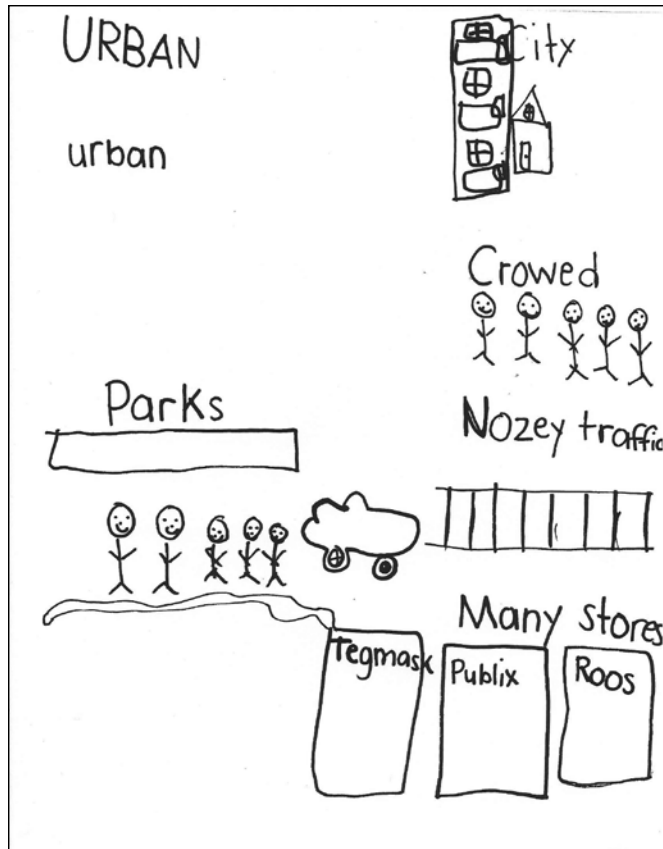 URBAN
City
urban
Crowed
Parks
Nozey traffic
Many stores
Tegmask
Publix
Roos